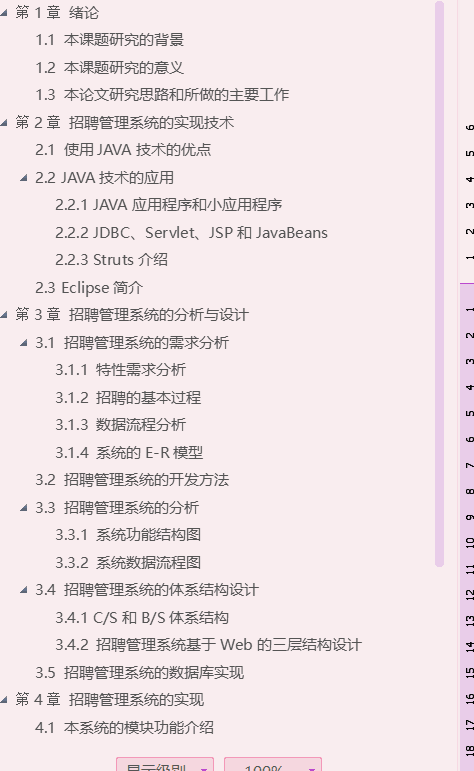 第 1 章 绪论
1.1 本课题研究的背景
1.2 本课题研究的意义
1.3 本论文研究思路和所做的主要工作
第 2 章 招聘管理系统的实现技术
2.1 使用 JAVA 技术的优点
2.2 JAVA 技术的应用
2.2.1 JAVA 应用程序和小应用程序
2.2.2 JDBC、Servlet、JSP 和 JavaBeans
2.2.3 Struts 介绍
2.3 Eclipse 简介
第 3 章 招聘管理系统的分析与设计
3.1 招聘管理系统的需求分析
3.1.1 特性需求分析
3.1.2 招聘的基本过程
3.1.3 数据流程分析
3.1.4 系统的 E-R 模型
3.2 招聘管理系统的开发方法
3.3 招聘管理系统的分析
3.3.1 系统功能结构图
3.3.2 系统数据流程图
3.4 招聘管理系统的体系结构设计
3.4.1 C/S 和 B/S 体系结构
3.4.2 招聘管理系统基于 Web 的三层结构设计
3.5 招聘管理系统的数据库实现
第 4 章 招聘管理系统的实现
4.1 本系统的模块功能介绍
显示级别 100%
6
5
4
3
2
1
1
2
3
4
5
6
7
8
9
10
11
12
13
14
15
16
17
18